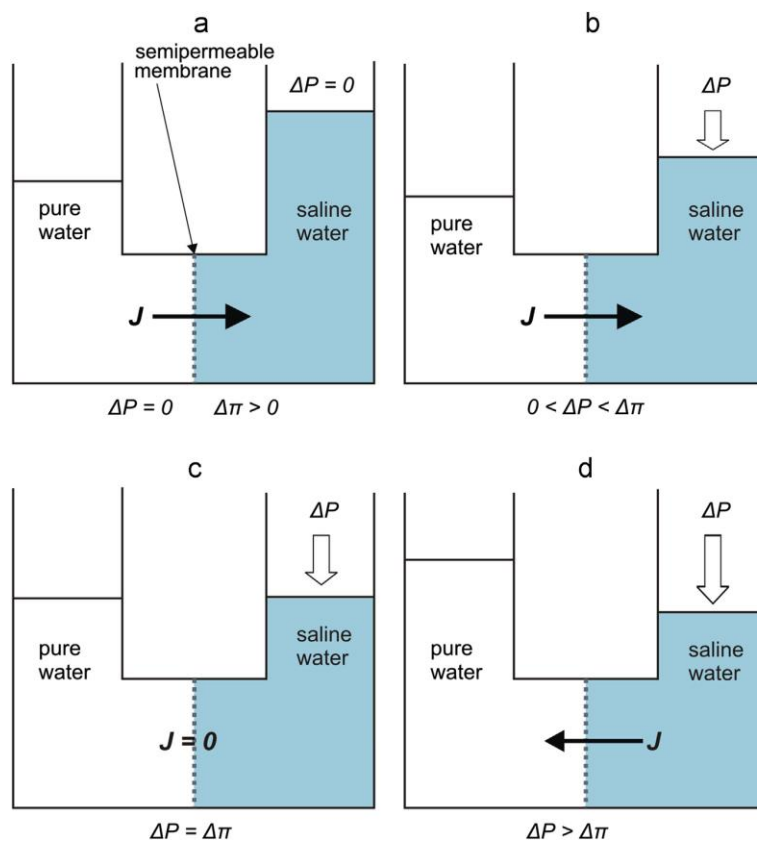 a
semipermeable
membrane
ΔP = 0
pure
water
saline
water
J
ΔP = 0 Δπ > 0
b
ΔP
pure
water
saline
water
J
0 < ΔP < Δπ
c
ΔP
pure
water
saline
water
J = 0
ΔP = Δπ
d
ΔP
pure
water
saline
water
J
ΔP > Δπ